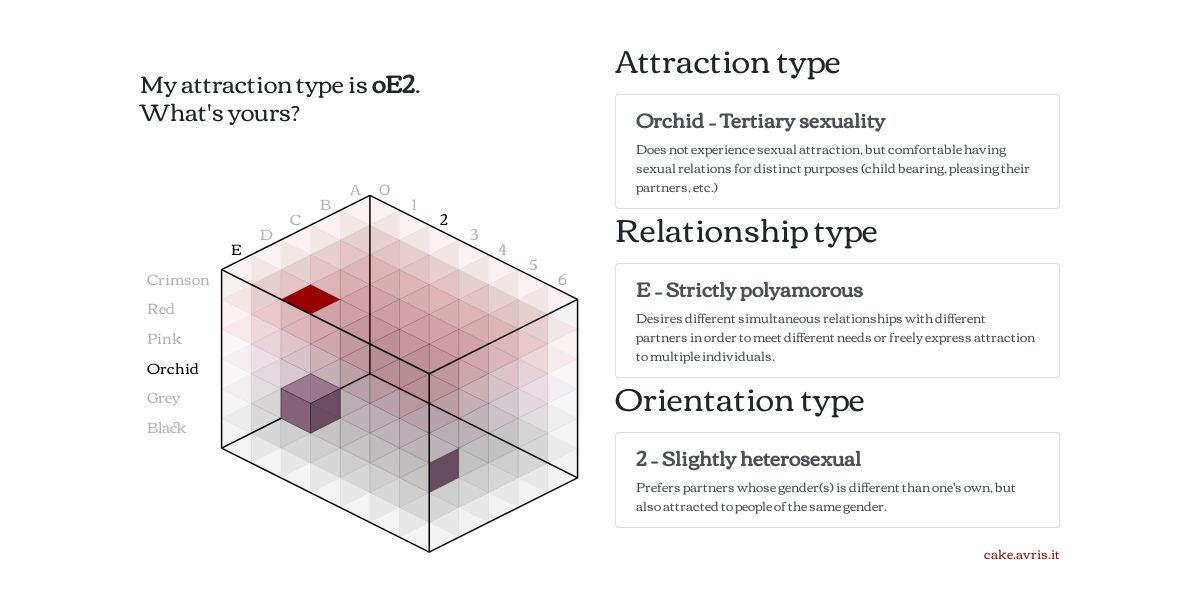 My attraction type is oE2.
What's yours?
A
B
C
D
E
O
1
2
3
4
5
6
Crimson
Red
Pink
Orchid
Grey
Black
Attraction type
Orchid - Tertiary sexuality
Does not experience sexual attraction, but comfortable having
sexual relations for distinct purposes (child bearing, pleasing their
partners, etc.)
Relationship type
E - Strictly polyamorous
Desires different simultaneous relationships with different
partners in order to meet different needs or freely express attraction
to multiple individuals.
Orientation type
2 - Slightly heterosexual
Prefers partners whose gender(s) is different than one's own, but
also attracted to people of the same gender.
cake.avris.it